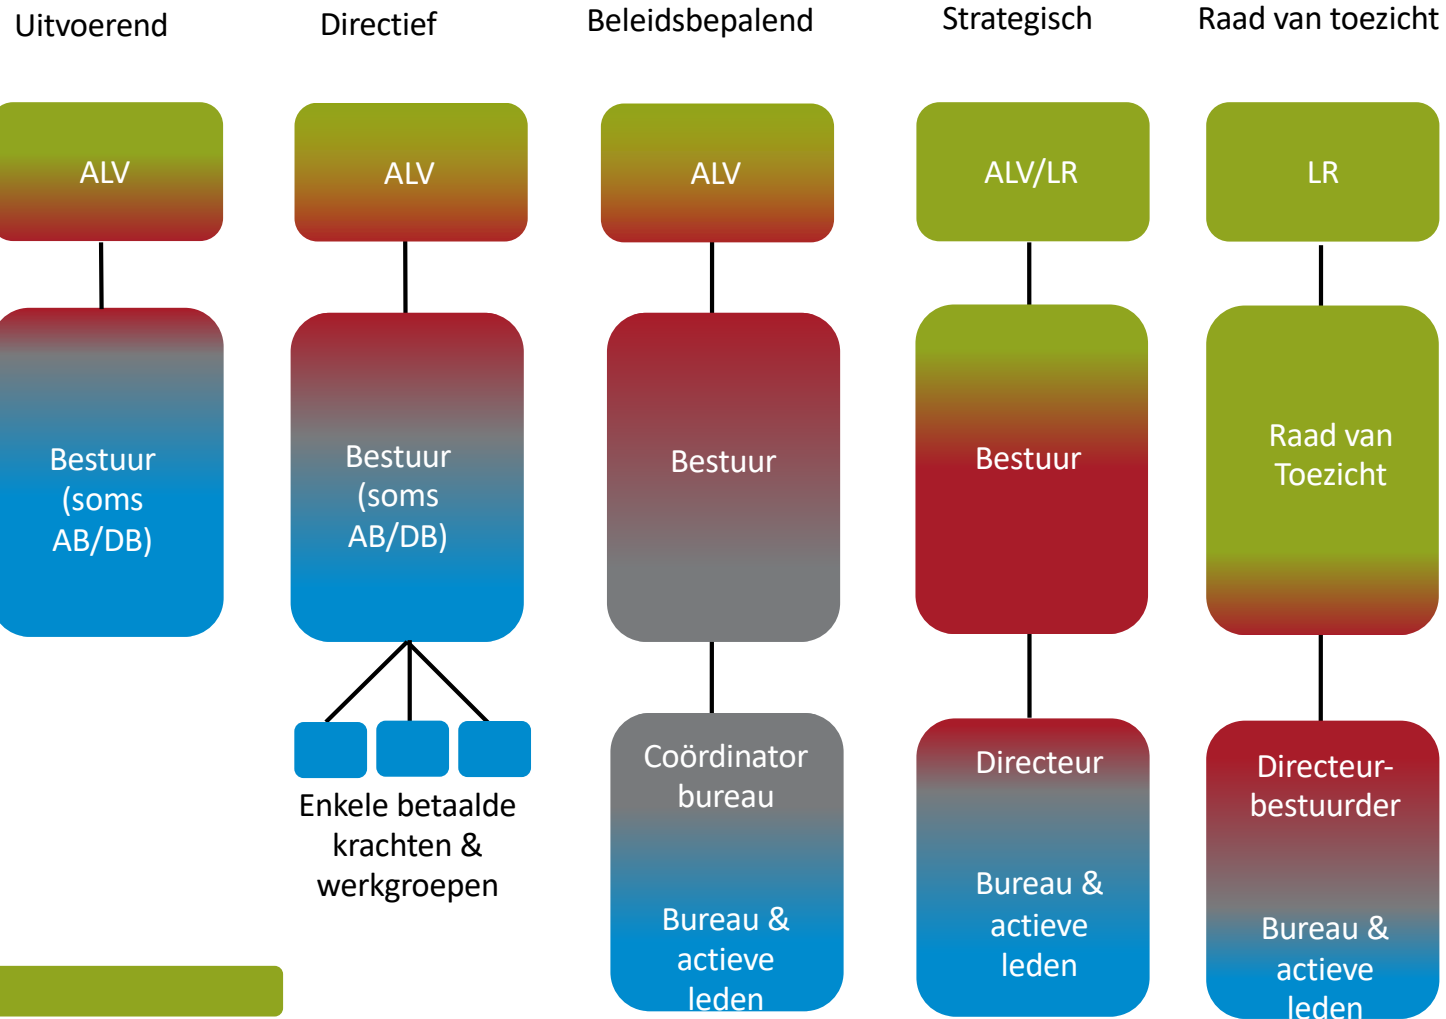 Uitvoerend
Directief
Beleidsbepalend
Strategisch
Raad van toezicht
ALV
ALV
ALV
ALV/LR
LR
Bestuur
(soms
AB/DB)
Bestuur
(soms
AB/DB)
Bestuur
Bestuur
Raad van
Toezicht
Enkele betaalde
krachten &
werkgroepen
Coördinator
bureau
Bureau &
actieve
leden
Directeur
Bureau &
actieve
leden
Directeur-
bestuurder
Bureau &
actieve
leden